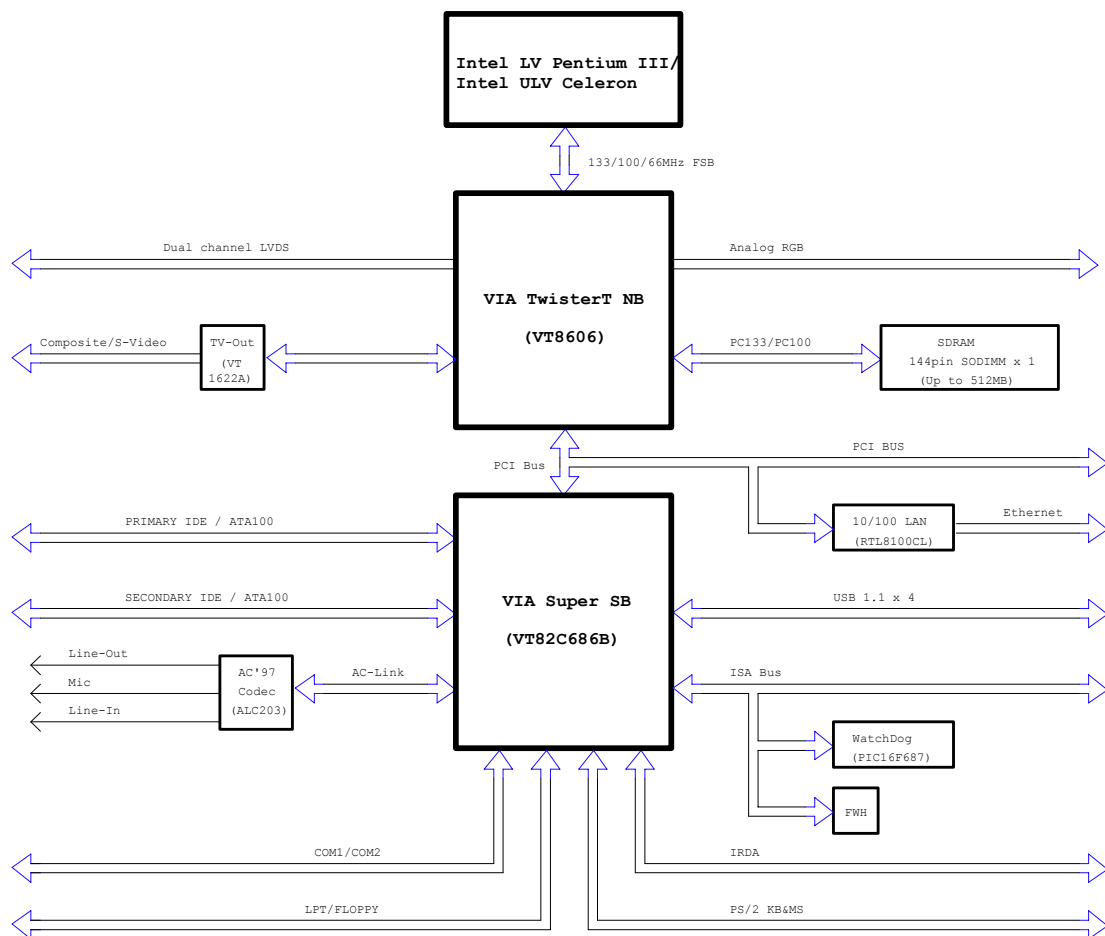 Intel LV Pentium III/
Intel ULV Celeron
133/100/66MHz FSB
Dual channel LVDS
Analog RGB
VIA TwisterT NB
(VT8606)
Composite/S-Video
TV-Out
(VT
1622A)
PC133/PC100
SDRAM
144pin SODIMM x 1
(Up to 512MB)
PCI Bus
PCI BUS
PRIMARY IDE / ATA100
10/100 LAN
(RTL8100CL)
Ethernet
SECONDARY IDE / ATA100
VIA Super SB
(VT82C686B)
USB 1.1 x 4
Line-Out
Mic
Line-In
AC'97
Codec
(ALC203)
AC-Link
ISA Bus
WatchDog
(PIC16F687)
FWH
COM1/COM2
IRDA
LPT/FLOPPY
PS/2 KB&MS